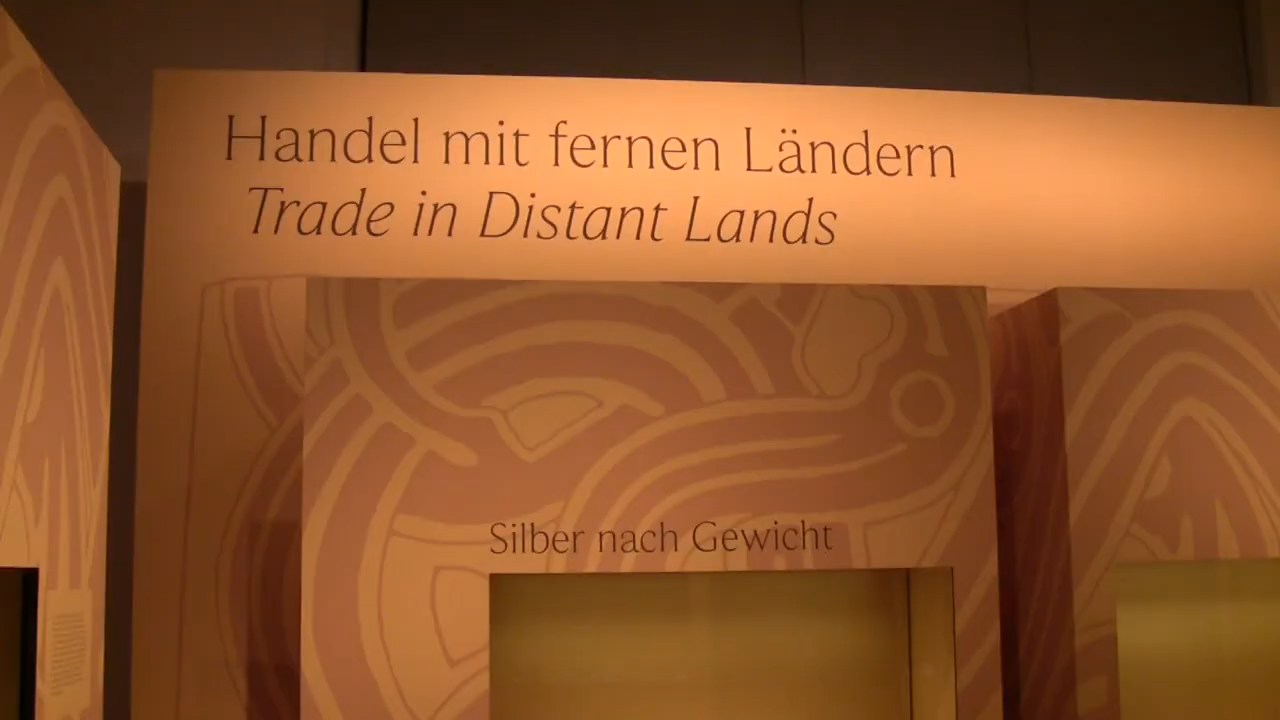 Handel mit fernen Ländern
Trade in Distant Lands
Silber nach Gewicht